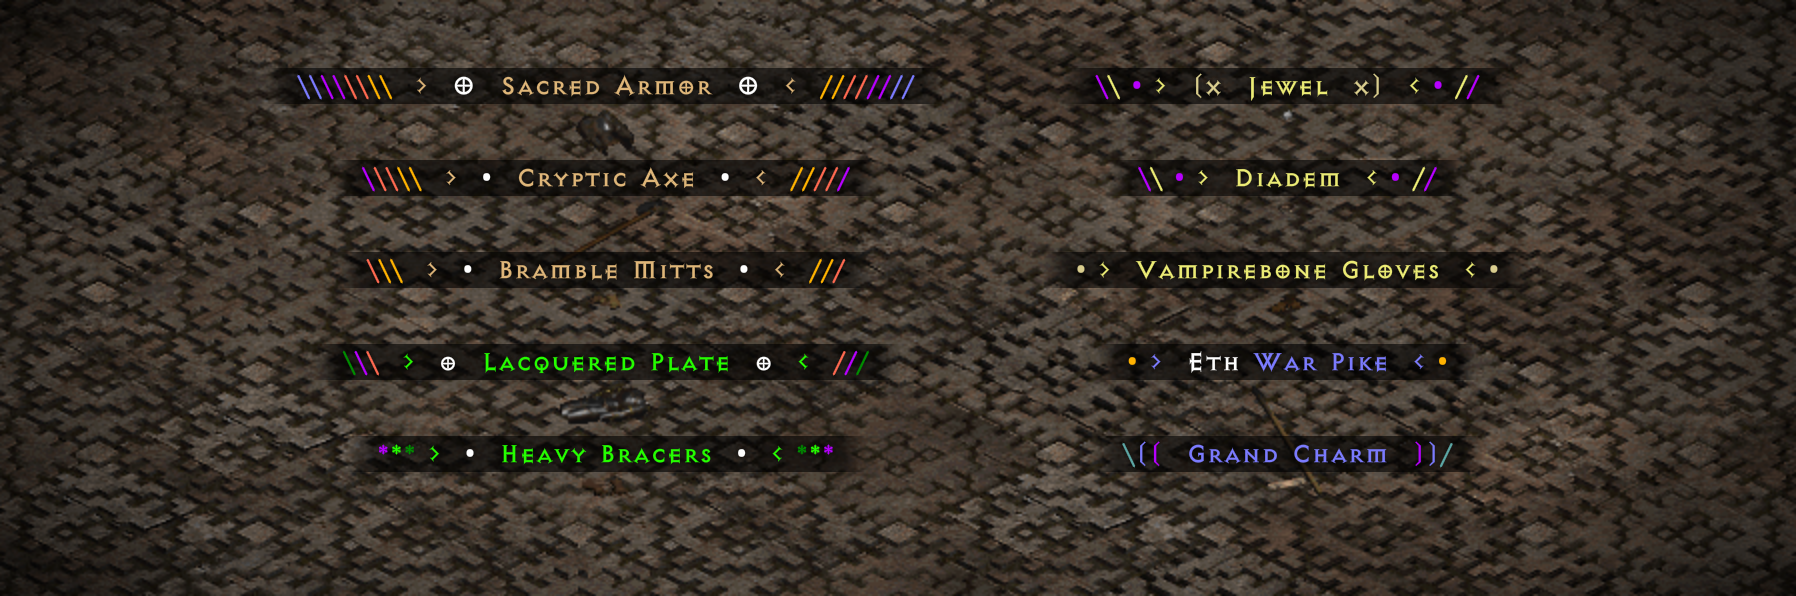 \\\\\\\\ › ⊕ Sacred Armor ⊕ ‹ ////////
\\\\\ › • Cryptic Axe • ‹ /////
\\\ › • Bramble Mitts • ‹ ///
\\\ › ⊕ Lacquered Plate ⊕ ‹ ///
*** › • Heavy Bracers • ‹ ***
\\ • › (x Jewel x) ‹ • //
\\ • › Diadem ‹ • //
• › Vampirebone Gloves ‹ •
• › Eth War Pike ‹ •
\(( Grand Charm ))/